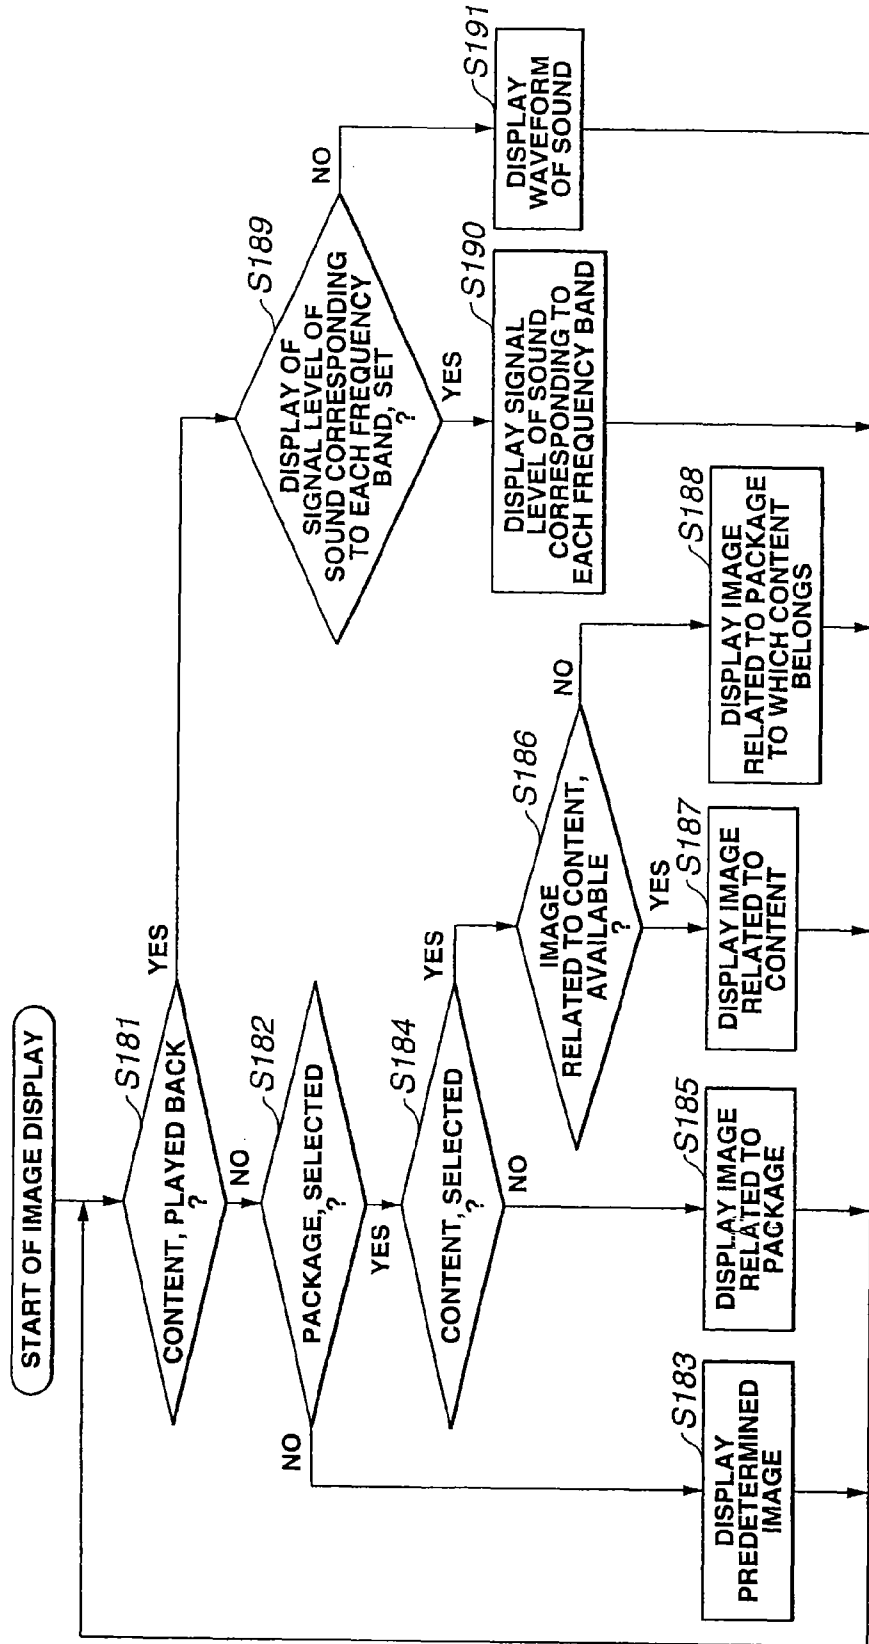 START OF IMAGE DISPLAY
S181
CONTENT, PLAYED BACK
?
YES
NO
S182
PACKAGE, SELECTED
?
NO
YES
S183
DISPLAY
PREDETERMINED
IMAGE
S184
CONTENT, SELECTED
?
YES
NO
S185
DISPLAY IMAGE
RELATED TO
PACKAGE
S186
IMAGE
RELATED TO CONTENT,
AVAILABLE
?
NO
YES
S187
DISPLAY IMAGE
RELATED TO
CONTENT
S188
DISPLAY IMAGE
RELATED TO PACKAGE
TO WHICH CONTENT
BELONGS
S189
DISPLAY OF
SIGNAL LEVEL OF
SOUND CORRESPONDING
TO EACH FREQUENCY
BAND, SET
?
NO
YES
S190
DISPLAY SIGNAL
LEVEL OF SOUND
CORRESPONDING TO
EACH FREQUENCY BAND
S191
DISPLAY
WAVEFORM
OF SOUND